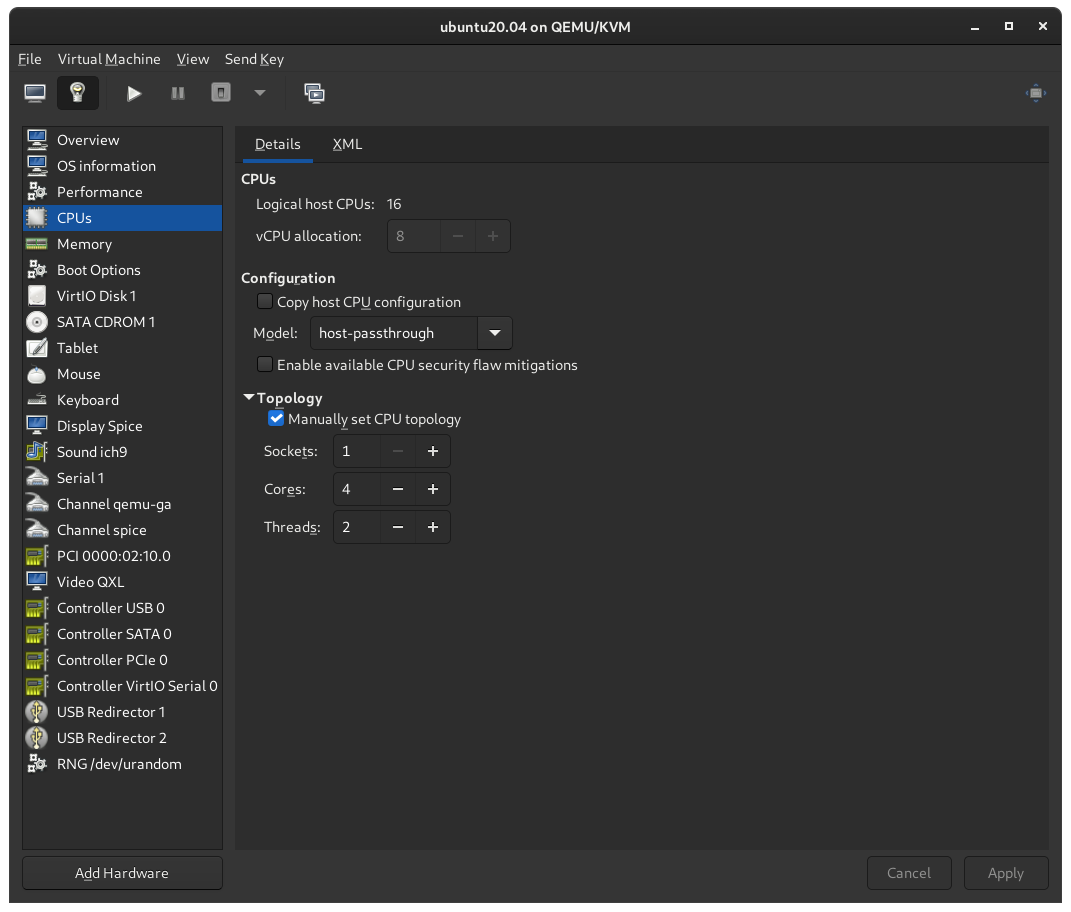 ubuntu20.04 on QEMU/KVM
File Virtual Machine View Send Key
Overview
OS information
Performance
CPUs
Memory
Boot Options
VirtIO Disk 1
SATA CDROM 1
Tablet
Mouse
Keyboard
Display Spice
Sound ich9
Serial 1
Channel qemu-ga
Channel spice
PCI 0000:02:10.0
Video QXL
Controller USB 0
Controller SATA 0
Controller PCIe 0
Controller VirtIO Serial 0
USB Redirector 1
USB Redirector 2
RNG /dev/urandom
Add Hardware
Details XML
CPUs
Logical host CPUs: 16
vCPU allocation: 8
Configuration
Copy host CPU configuration
Model: host-passthrough
Enable available CPU security flaw mitigations
Topology
Manually set CPU topology
Sockets: 1
Cores: 4
Threads: 2
Cancel Apply